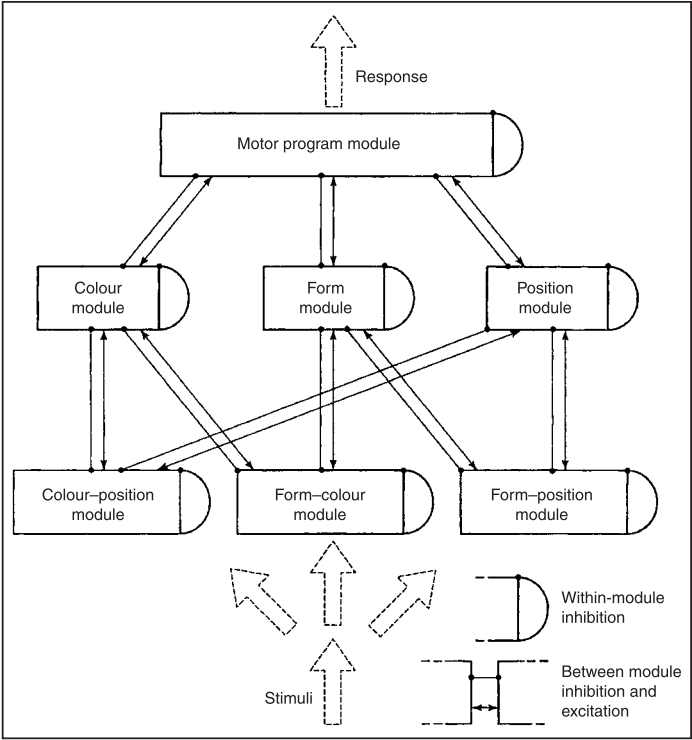 Response
Motor program module
Colour
module
Form
module
Position
module
Colour–position
module
Form–colour
module
Form–position
module
Within-module
inhibition
Stimuli
Between module
inhibition and
excitation